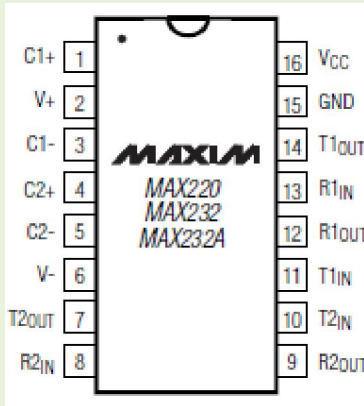 C1+ 1 16 VCC
V+ 2 15 GND
C1- 3 14 T1OUT
MAXIM
C2+ 4 MAX220 13 R1IN
MAX232
C2- 5 12 R1OUT
MAX232A
V- 6 11 T1IN
T2OUT 7 10 T2IN
R2IN 8 9 R2OUT